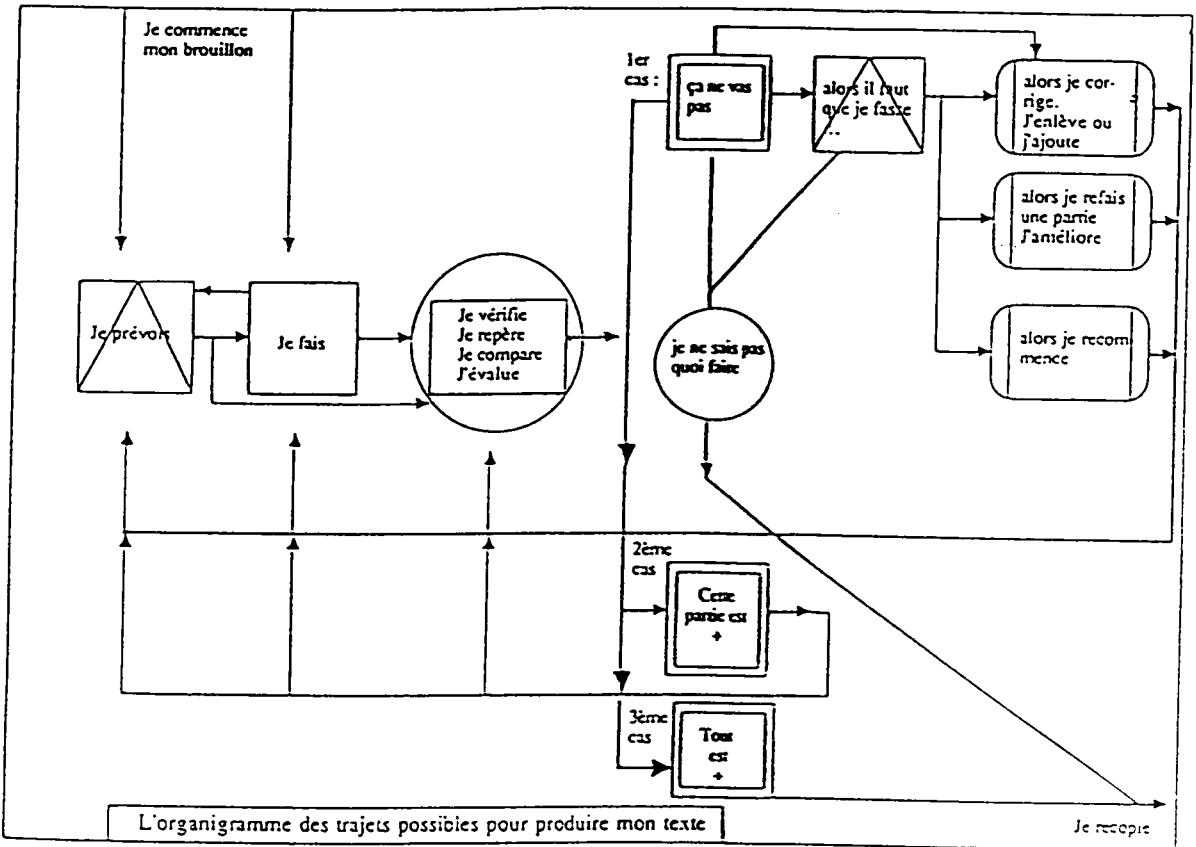 Je commence
mon brouillon
1er
cas :
ça ne vas
pas
alors il faut
que je fasse
...
alors je cor-
rige.
J'enlève ou
j'ajoute
alors je refais
une partie
J'améliore
alors je recom
mence
Je prévois
Je fais
Je vérifie
Je repère
Je compare
J'évalue
je ne sais pas
quoi faire
2ème
cas
Cette
partie est
+
3ème
cas
Tout
est
+
L'organigramme des trajets possibles pour produire mon texte
Je recopie